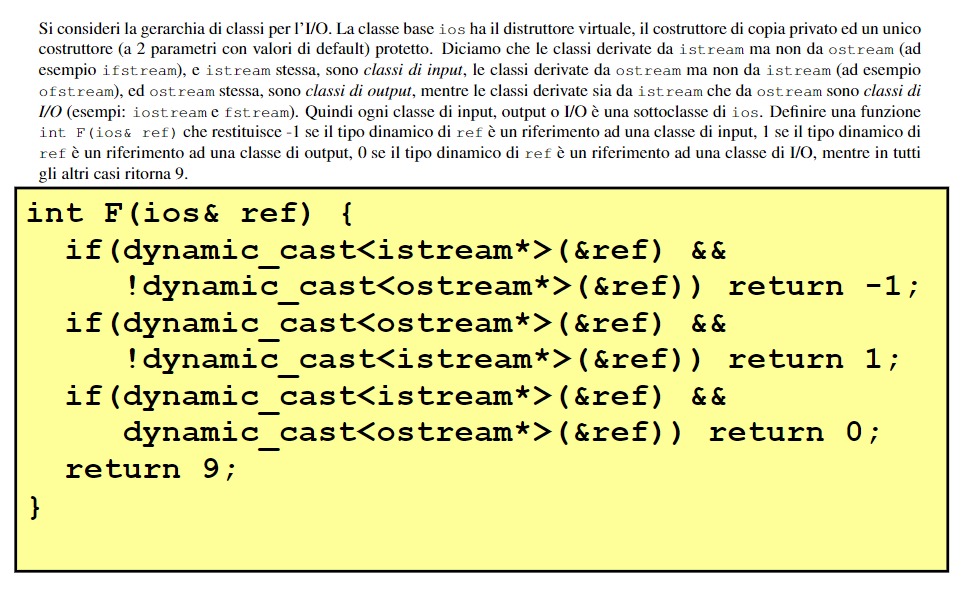 Si consideri la gerarchia di classi per l'I/O. La classe base ios ha il distruttore virtuale, il costruttore di copia privato ed un unico
costruttore (a 2 parametri con valori di default) protetto. Diciamo che le classi derivate da istream ma non da ostream (ad
esempio ifstream), e istream stessa, sono classi di input, le classi derivate da ostream ma non da istream (ad esempio
ofstream), ed ostream stessa, sono classi di output, mentre le classi derivate sia da istream che da ostream sono classi di
I/O (esempi: iostream e fstream). Quindi ogni classe di input, output o I/O è una sottoclasse di ios. Definire una funzione
int F(ios& ref) che restituisce -1 se il tipo dinamico di ref è un riferimento ad una classe di input, 1 se il tipo dinamico di
ref è un riferimento ad una classe di output, 0 se il tipo dinamico di ref è un riferimento ad una classe di I/O, mentre in tutti
gli altri casi ritorna 9.
int F(ios& ref) {
  if(dynamic_cast<istream*>(&ref) &&
     !dynamic_cast<ostream*>(&ref)) return -1;
  if(dynamic_cast<ostream*>(&ref) &&
     !dynamic_cast<istream*>(&ref)) return 1;
  if(dynamic_cast<istream*>(&ref) &&
     dynamic_cast<ostream*>(&ref)) return 0;
  return 9;
}